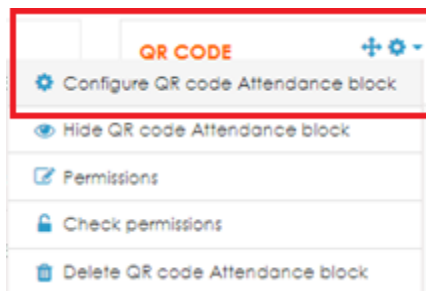 QR CODE
Configure QR code Attendance block
Hide QR code Attendance block
Permissions
Check permissions
Delete QR code Attendance block